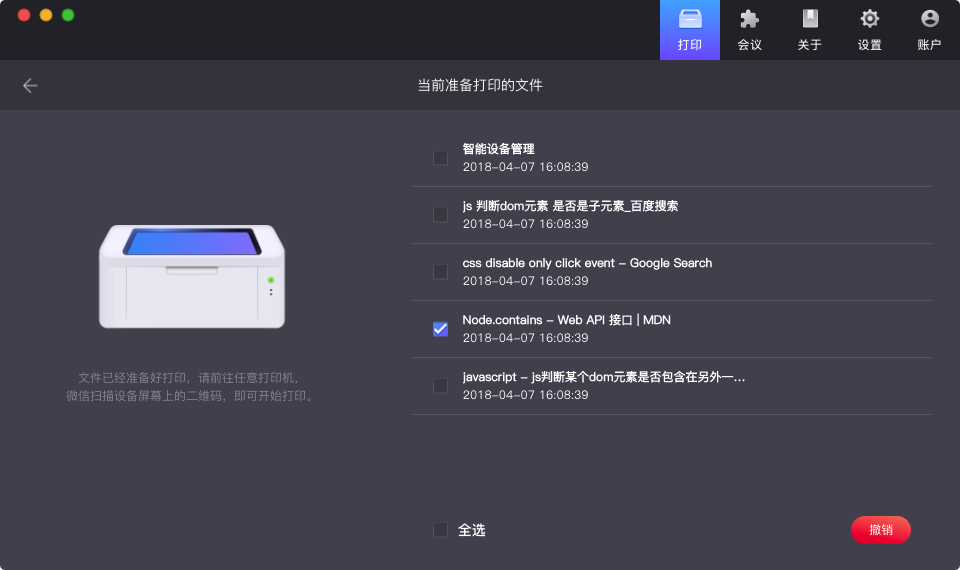 打印
会议
关于
设置
账户
当前准备打印的文件
智能设备管理
2018-04-07 16:08:39
js 判断dom元素 是否是子元素_百度搜索
2018-04-07 16:08:39
css disable only click event - Google Search
2018-04-07 16:08:39
Node.contains - Web API 接口 | MDN
2018-04-07 16:08:39
javascript - js判断某个dom元素是否包含在另外一...
2018-04-07 16:08:39
文件已经准备好打印，请前往任意打印机，
微信扫描设备屏幕上的二维码，即可开始打印。
全选
撤销